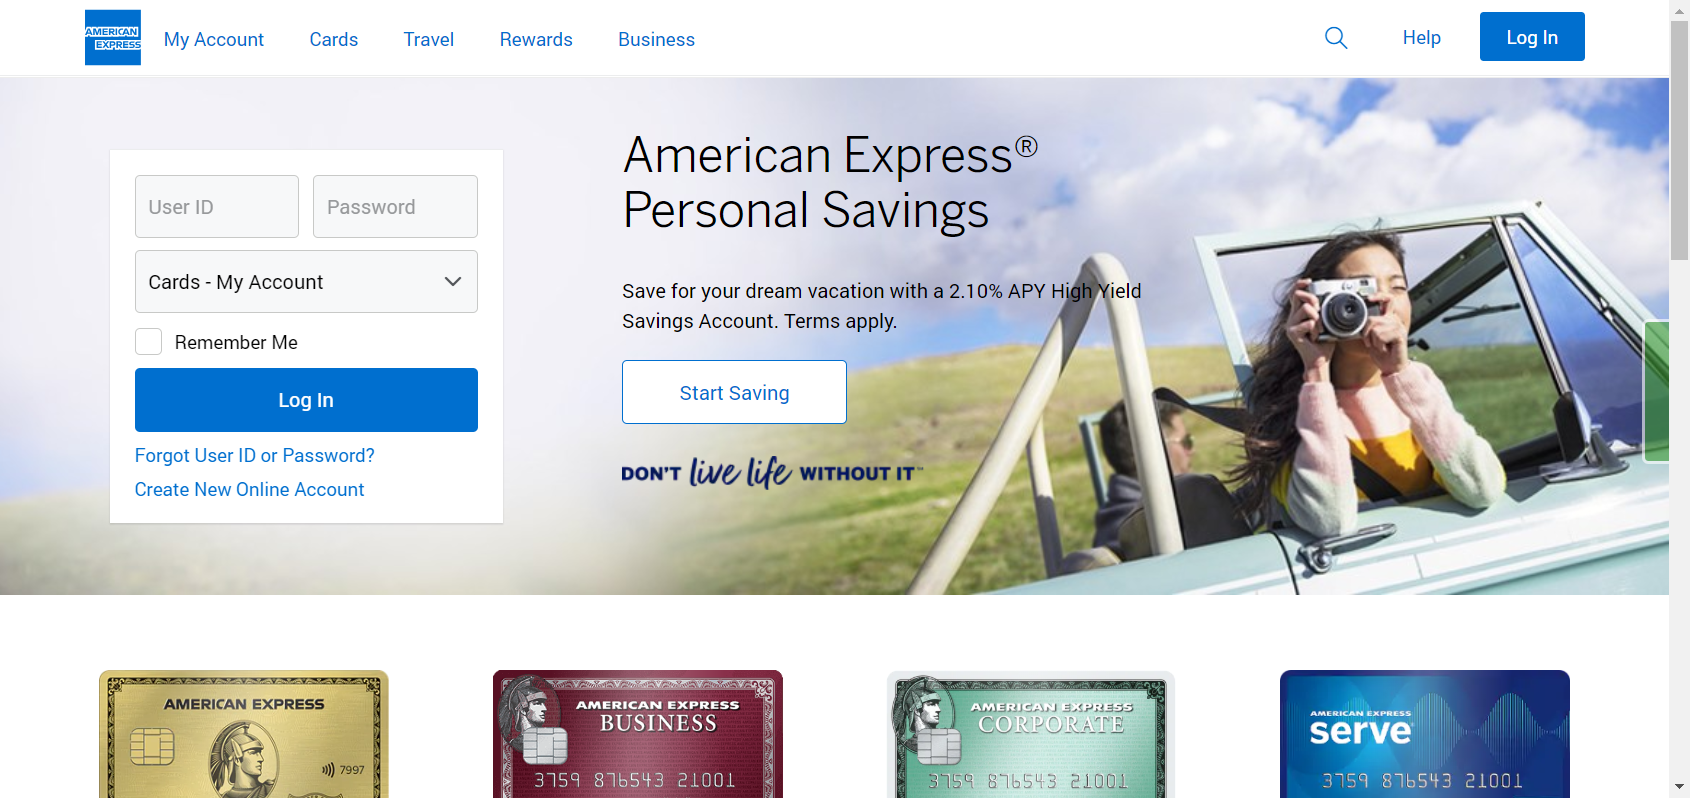 AMERICAN
EXPRESS
My Account
Cards
Travel
Rewards
Business
Help
Log In
User ID
Password
Cards - My Account
Remember Me
Log In
Forgot User ID or Password?
Create New Online Account
American Express®
Personal Savings
Save for your dream vacation with a 2.10% APY High Yield
Savings Account. Terms apply.
Start Saving
DON'T live life WITHOUT IT™
AMERICAN EXPRESS
7997
AMERICAN EXPRESS
BUSINESS
3759 876543 21001
AMERICAN EXPRESS
CORPORATE
3759 876543 21001
AMERICAN EXPRESS
serve
3759 876543 21001